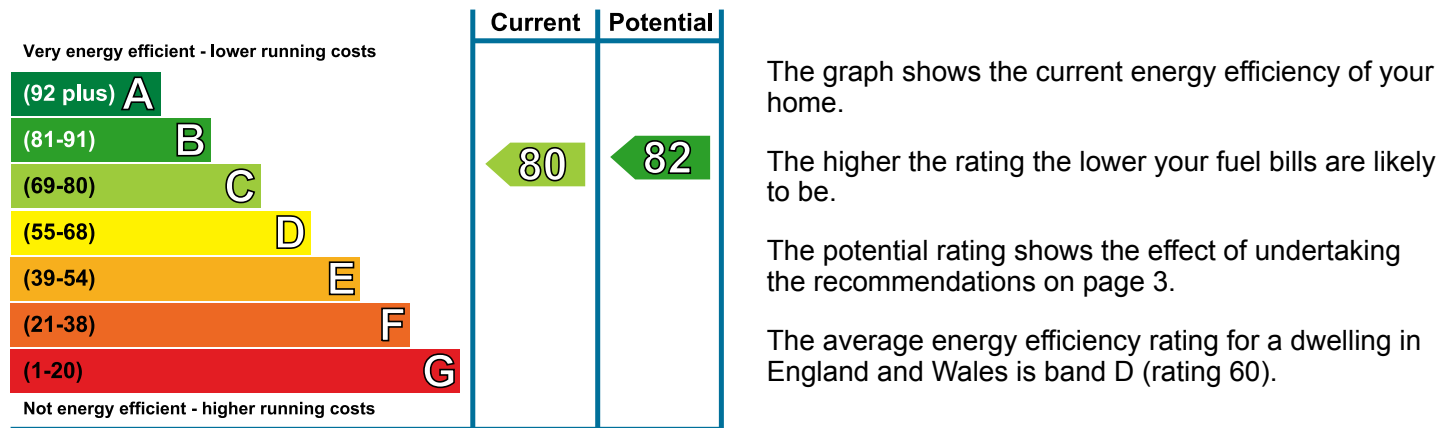 Current Potential
Very energy efficient - lower running costs
(92 plus) A
(81-91) B
(69-80) C
(55-68) D
(39-54) E
(21-38) F
(1-20) G
Not energy efficient - higher running costs
80 82
The graph shows the current energy efficiency of your
home.
The higher the rating the lower your fuel bills are likely
to be.
The potential rating shows the effect of undertaking
the recommendations on page 3.
The average energy efficiency rating for a dwelling in
England and Wales is band D (rating 60).